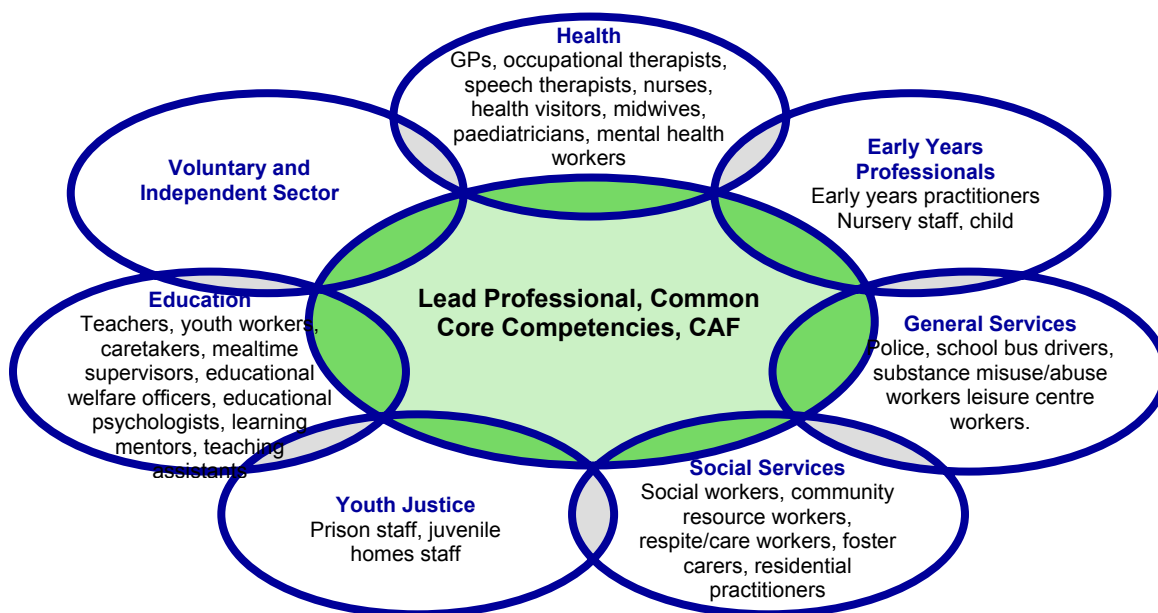 Health
GPs, occupational therapists,
speech therapists, nurses,
health visitors, midwives,
paediatricians, mental health
workers
Voluntary and
Independent Sector
Early Years
Professionals
Early years practitioners
Nursery staff, child
Lead Professional, Common
Core Competencies, CAF
Education
Teachers, youth workers,
caretakers, mealtime
supervisors, educational
welfare officers, educational
psychologists, learning
mentors, teaching
assistants
General Services
Police, school bus drivers,
substance misuse/abuse
workers leisure centre
workers.
Youth Justice
Prison staff, juvenile
homes staff
Social Services
Social workers, community
resource workers,
respite/care workers, foster
carers, residential
practitioners